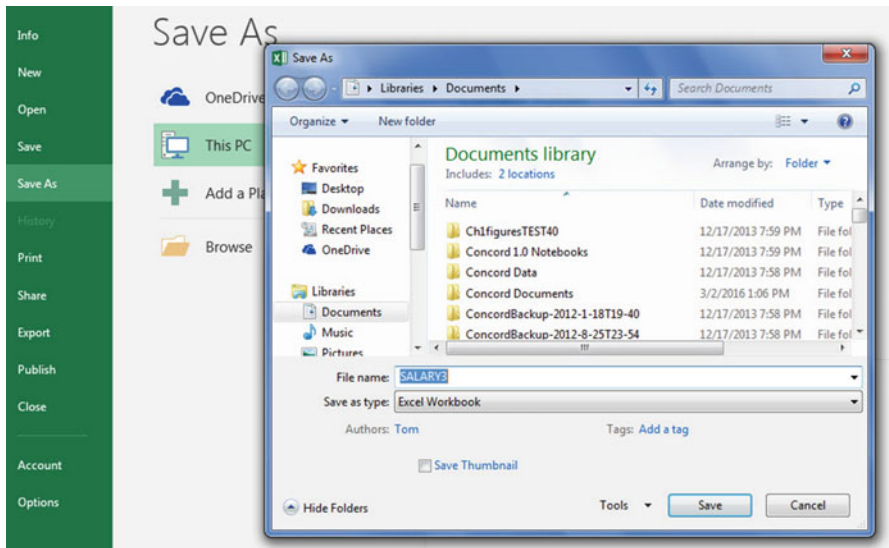 Info
New
Open
Save
Save As
History
Print
Share
Export
Publish
Close
Account
Options
Save As
OneDrive
This PC
Add a Pla
Browse
Save As
Libraries Documents
Search Documents
Organize New folder
Favorites
Desktop
Downloads
Recent Places
OneDrive
Libraries
Documents
Music
Pictures
Documents library
Includes: 2 locations
Arrange by: Folder
Name Date modified Type
Ch1figuresTEST40 12/17/2013 7:59 PM File fol
Concord 1.0 Notebooks 12/17/2013 7:59 PM File fol
Concord Data 12/17/2013 7:58 PM File fol
Concord Documents 3/2/2016 1:06 PM File fol
ConcordBackup-2012-1-18T19-40 12/17/2013 7:58 PM File fol
ConcordBackup-2012-8-25T23-54 12/17/2013 7:58 PM File fol
File name: SALARY3
Save as type: Excel Workbook
Authors: Tom Tags: Add a tag
Save Thumbnail
Hide Folders Tools Save Cancel